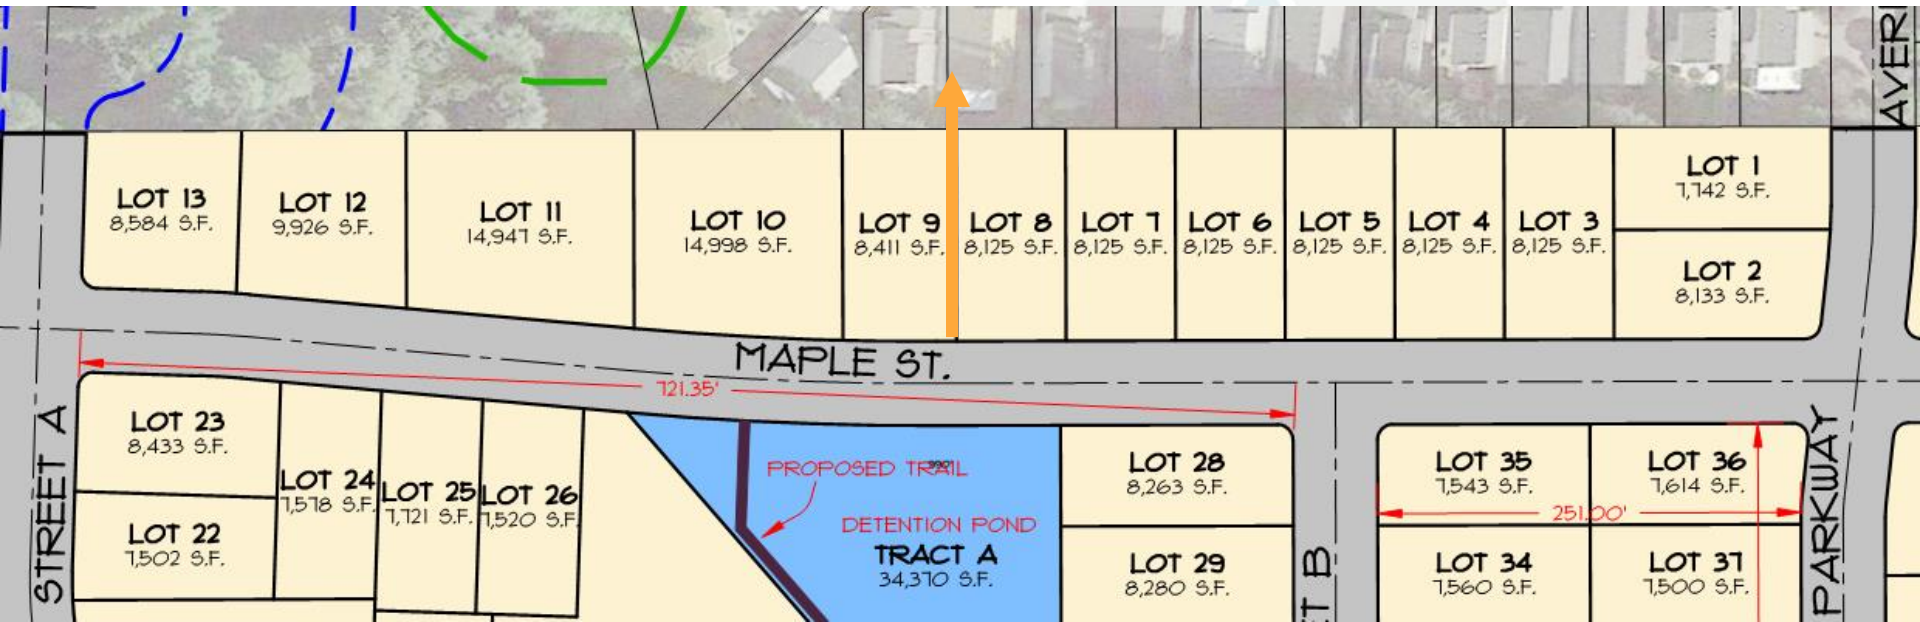 AVERI
LOT 13
8,584 S.F.
LOT 12
9,926 S.F.
LOT 11
14,947 S.F.
LOT 10
14,998 S.F.
LOT 9
8,411 S.F.
LOT 8
8,125 S.F.
LOT 7
8,125 S.F.
LOT 6
8,125 S.F.
LOT 5
8,125 S.F.
LOT 4
8,125 S.F.
LOT 3
8,125 S.F.
LOT 1
7,742 S.F.
LOT 2
8,133 S.F.
MAPLE ST.
721.35'
STREET A
LOT 23
8,433 S.F.
LOT 22
7,502 S.F.
LOT 24
7,578 S.F.
LOT 25
7,721 S.F.
LOT 26
7,520 S.F.
PROPOSED TRAIL
DETENTION POND
TRACT A
34,370 S.F.
LOT 28
8,263 S.F.
LOT 29
8,280 S.F.
ET B
LOT 35
7,543 S.F.
LOT 36
7,614 S.F.
251.00'
LOT 34
7,560 S.F.
LOT 37
7,500 S.F.
PARKWAY